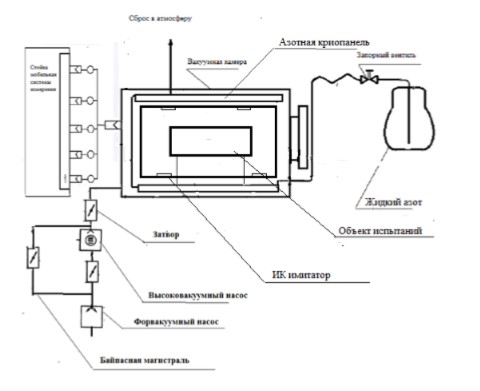 Сброс в атмосферу
Азотная криопанель
Вакуумная камера
Запорный вентиль
Стойка
мобильная
системы
измерения
Жидкий азот
Объект испытаний
Затвор
ИК имитатор
Высоковакуумный насос
Форвакуумный насос
Байпасная магистраль